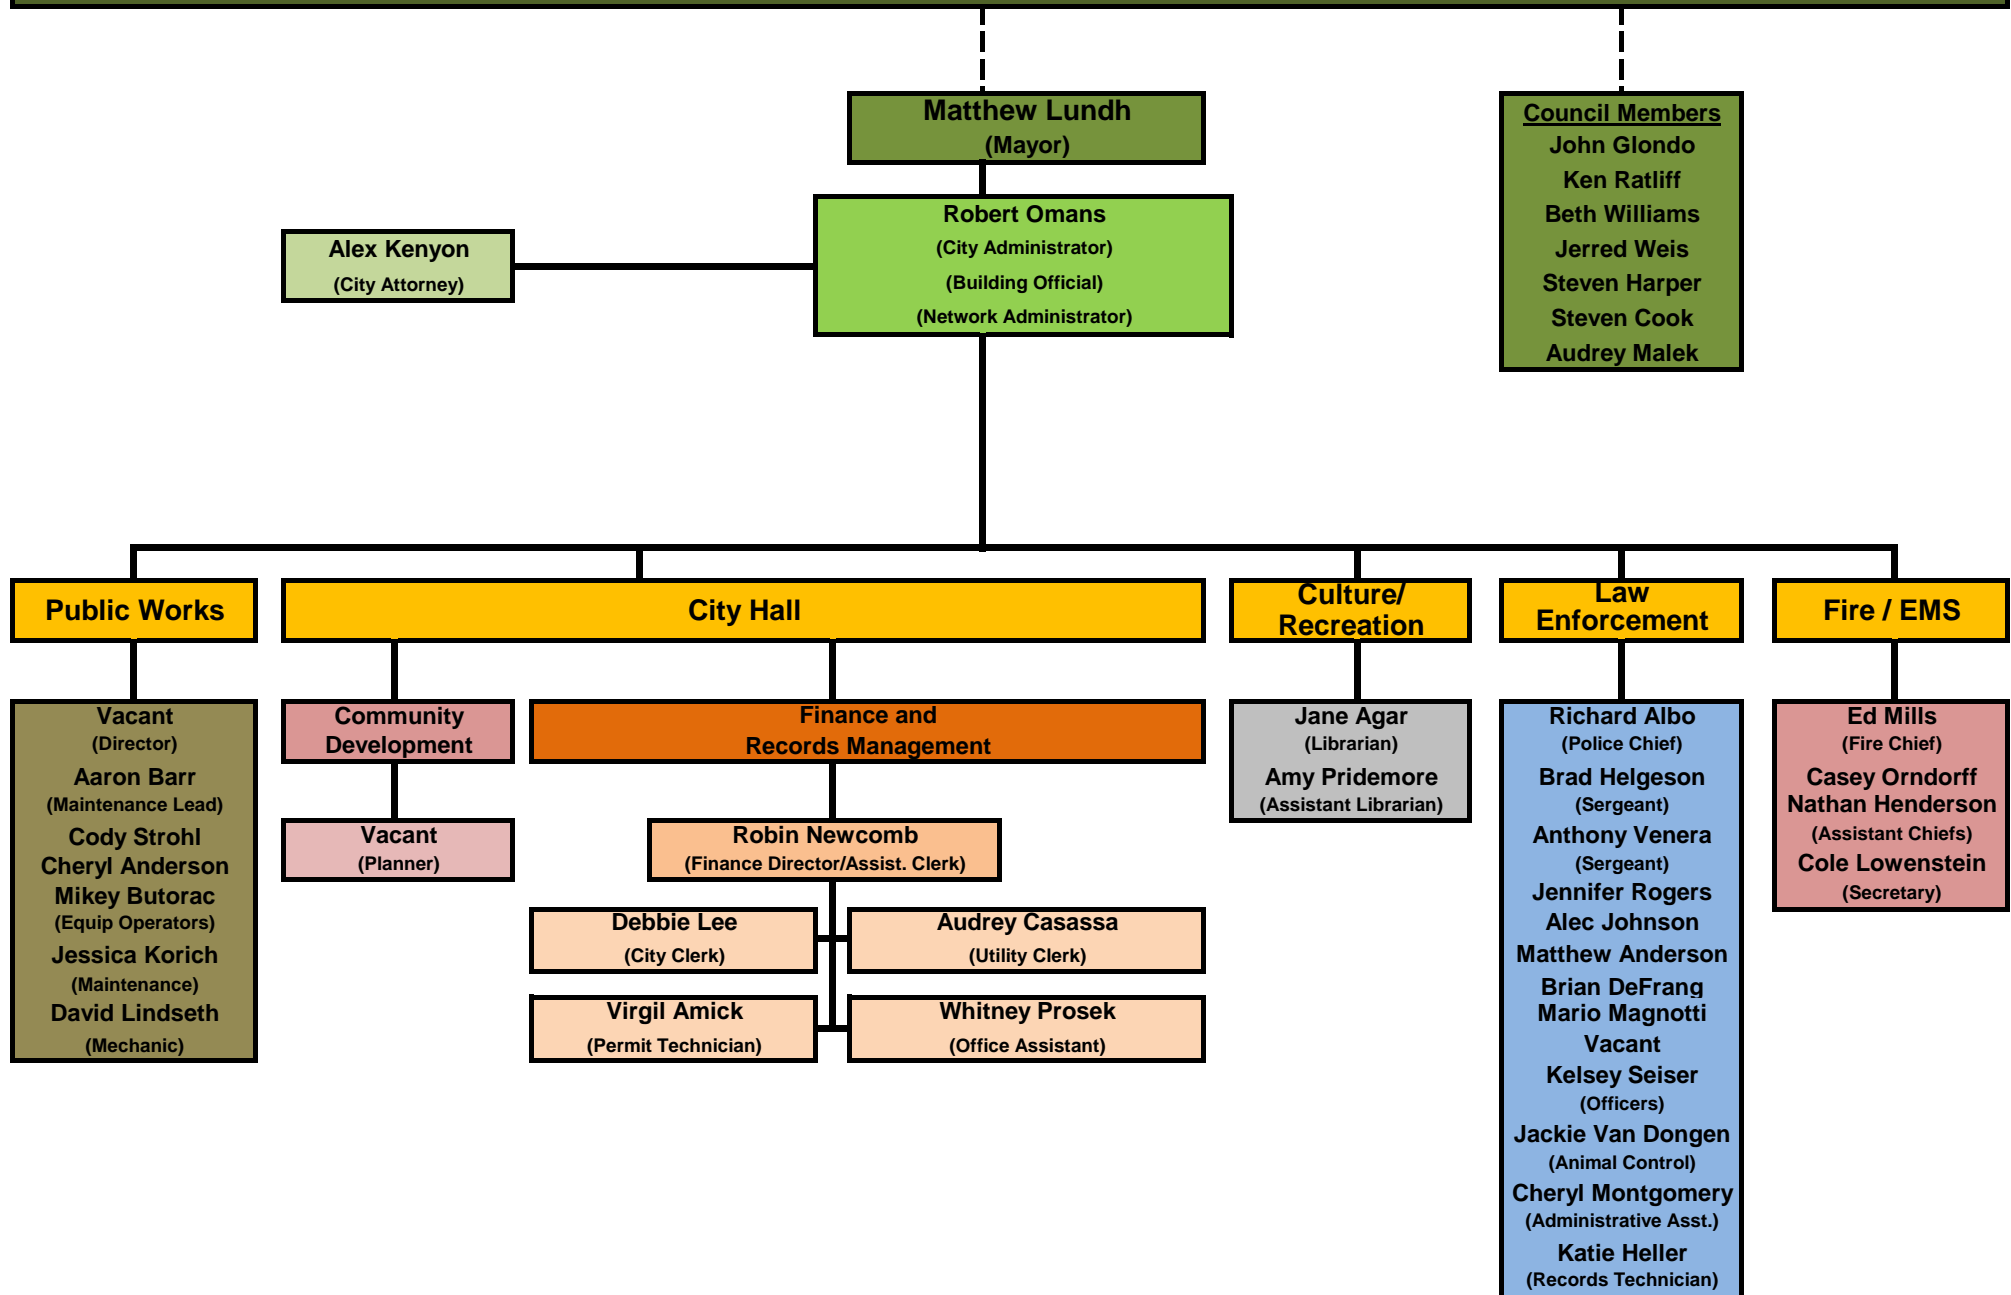 Matthew Lundh
(Mayor)
Council Members
John Glondo
Ken Ratliff
Beth Williams
Jerred Weis
Steven Harper
Steven Cook
Audrey Malek
Robert Omans
(City Administrator)
(Building Official)
(Network Administrator)
Alex Kenyon
(City Attorney)
Public Works
City Hall
Culture/
Recreation
Law
Enforcement
Fire / EMS
Vacant
(Director)
Aaron Barr
(Maintenance Lead)
Cody Strohl
Cheryl Anderson
Mikey Butorac
(Equip Operators)
Jessica Korich
(Maintenance)
David Lindseth
(Mechanic)
Community
Development
Vacant
(Planner)
Finance and
Records Management
Robin Newcomb
(Finance Director/Assist. Clerk)
Debbie Lee
(City Clerk)
Audrey Casassa
(Utility Clerk)
Virgil Amick
(Permit Technician)
Whitney Prosek
(Office Assistant)
Jane Agar
(Librarian)
Amy Pridemore
(Assistant Librarian)
Richard Albo
(Police Chief)
Brad Helgeson
(Sergeant)
Anthony Venera
(Sergeant)
Jennifer Rogers
Alec Johnson
Matthew Anderson
Brian DeFrang
Mario Magnotti
Vacant
Kelsey Seiser
(Officers)
Jackie Van Dongen
(Animal Control)
Cheryl Montgomery
(Administrative Asst.)
Katie Heller
(Records Technician)
Ed Mills
(Fire Chief)
Casey Orndorff
Nathan Henderson
(Assistant Chiefs)
Cole Lowenstein
(Secretary)